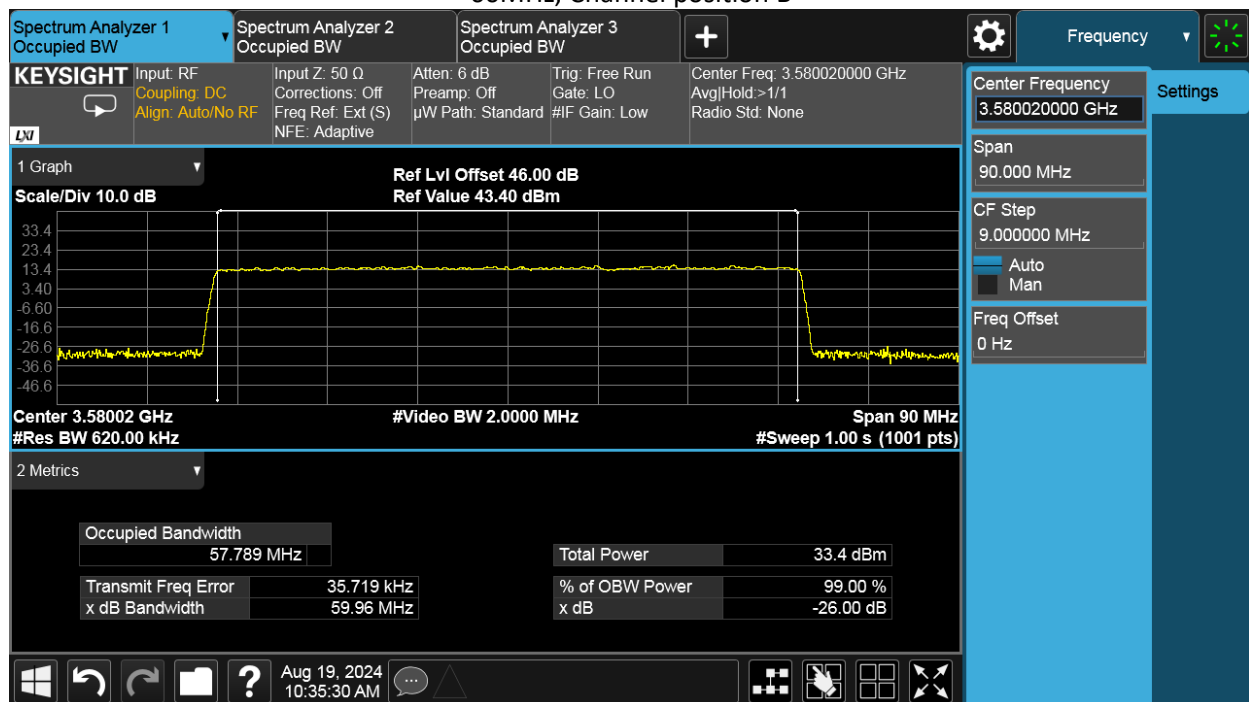 Spectrum Analyzer 1
Occupied BW
Spectrum Analyzer 2
Occupied BW
Spectrum Analyzer 3
Occupied BW
Frequency
KEYSIGHT
LXI
Input: RF
Coupling: DC
Align: Auto/No RF
Input Z: 50 Ω
Corrections: Off
Freq Ref: Ext (S)
NFE: Adaptive
Atten: 6 dB
Preamp: Off
µW Path: Standard
Trig: Free Run
Gate: LO
#IF Gain: Low
Center Freq: 3.580020000 GHz
Avg|Hold:>1/1
Radio Std: None
Center Frequency
3.580020000 GHz
Settings
Span
90.000 MHz
CF Step
9.000000 MHz
Auto
Man
Freq Offset
0 Hz
1 Graph
Scale/Div 10.0 dB
Ref Lvl Offset 46.00 dB
Ref Value 43.40 dBm
33.4
23.4
13.4
3.40
-6.60
-16.6
-26.6
-36.6
-46.6
Center 3.58002 GHz
#Video BW 2.0000 MHz
Span 90 MHz
#Res BW 620.00 kHz
#Sweep 1.00 s (1001 pts)
2 Metrics
Occupied Bandwidth
57.789 MHz
Total Power 33.4 dBm
Transmit Freq Error 35.719 kHz
% of OBW Power 99.00 %
x dB Bandwidth 59.96 MHz
x dB -26.00 dB
Aug 19, 2024
10:35:30 AM